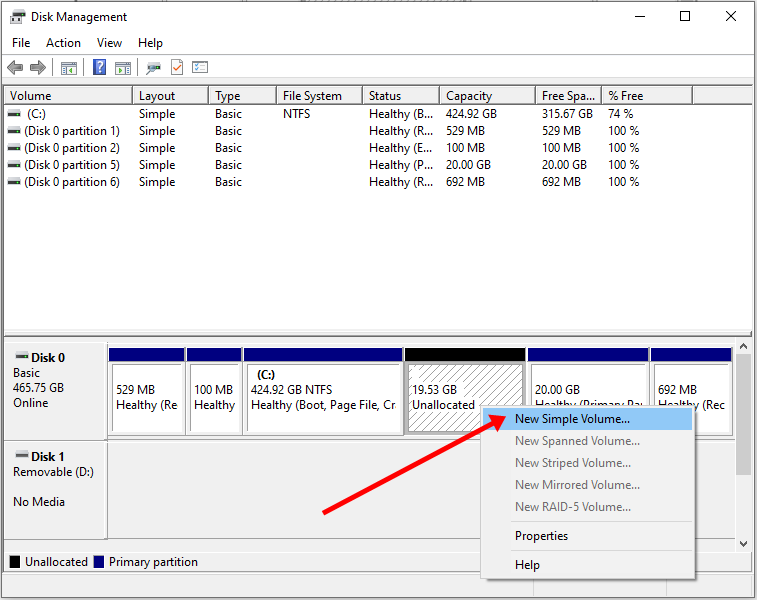 Disk Management
File Action View Help
Volume Layout Type File System Status Capacity Free Spa... % Free
(C:) Simple Basic NTFS Healthy (B... 424.92 GB 315.67 GB 74 %
(Disk 0 partition 1) Simple Basic Healthy (R... 529 MB 529 MB 100 %
(Disk 0 partition 2) Simple Basic Healthy (E... 100 MB 100 MB 100 %
(Disk 0 partition 5) Simple Basic Healthy (P... 20.00 GB 20.00 GB 100 %
(Disk 0 partition 6) Simple Basic Healthy (R... 692 MB 692 MB 100 %
Disk 0
Basic
465.75 GB
Online
529 MB
Healthy (Re
100 MB
Healthy
(C:)
424.92 GB NTFS
Healthy (Boot, Page File, Cr
19.53 GB
Unallocated
20.00 GB
Healthy (Primary Pa
692 MB
Healthy (Rec
New Simple Volume...
New Spanned Volume...
New Striped Volume...
New Mirrored Volume...
New RAID-5 Volume...
Properties
Help
Disk 1
Removable (D:)
No Media
Unallocated Primary partition